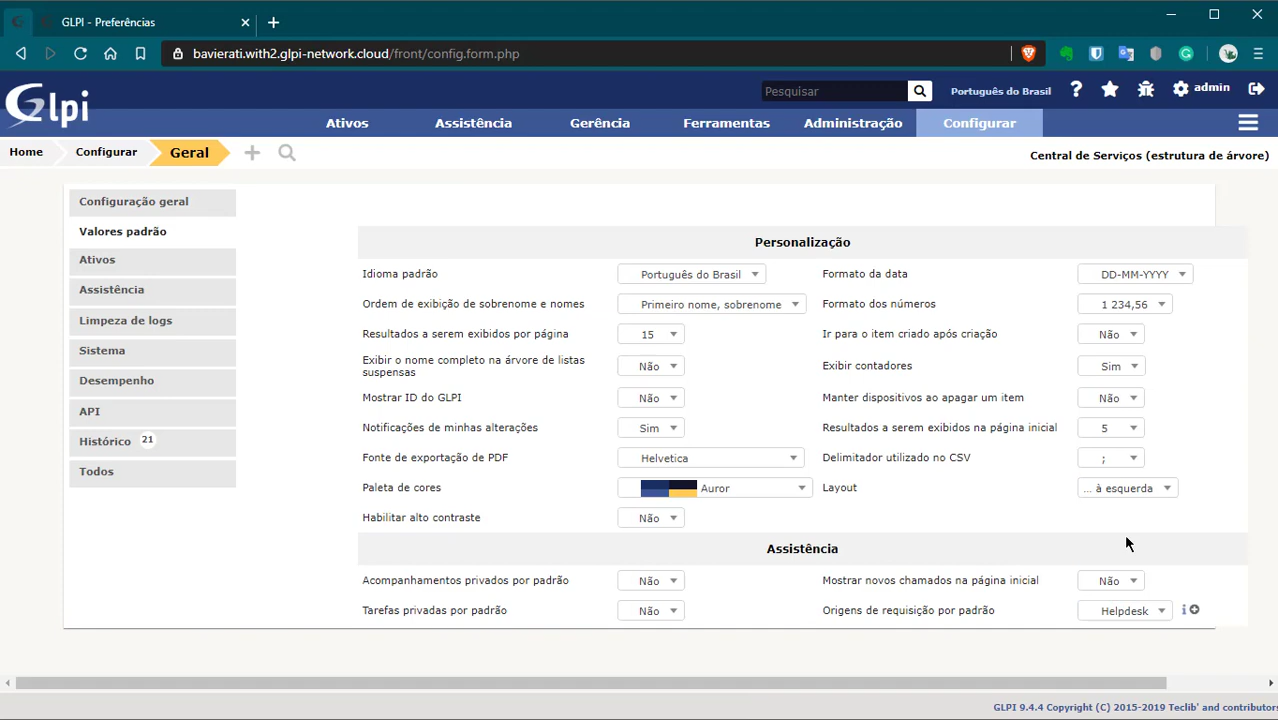 GLPI - Preferências
bavierati.with2.glpi-network.cloud/front/config.form.php
Glpi
Pesquisar
Português do Brasil
admin
Ativos
Assistência
Gerência
Ferramentas
Administração
Configurar
Home
Configurar
Geral
Central de Serviços (estrutura de árvore)
Configuração geral
Valores padrão
Ativos
Assistência
Limpeza de logs
Sistema
Desempenho
API
Histórico 21
Todos
Personalização
Idioma padrão Português do Brasil Formato da data DD-MM-YYYY
Ordem de exibição de sobrenome e nomes Primeiro nome, sobrenome Formato dos números 1 234,56
Resultados a serem exibidos por página 15 Ir para o item criado após criação Não
Exibir o nome completo na árvore de listas
suspensas Não Exibir contadores Sim
Mostrar ID do GLPI Não Manter dispositivos ao apagar um item Não
Notificações de minhas alterações Sim Resultados a serem exibidos na página inicial 5
Fonte de exportação de PDF Helvetica Delimitador utilizado no CSV ;
Paleta de cores Auror Layout ... à esquerda
Habilitar alto contraste Não
Assistência
Acompanhamentos privados por padrão Não Mostrar novos chamados na página inicial Não
Tarefas privadas por padrão Não Origens de requisição por padrão Helpdesk
GLPI 9.4.4 Copyright (C) 2015-2019 Teclib' and contributors